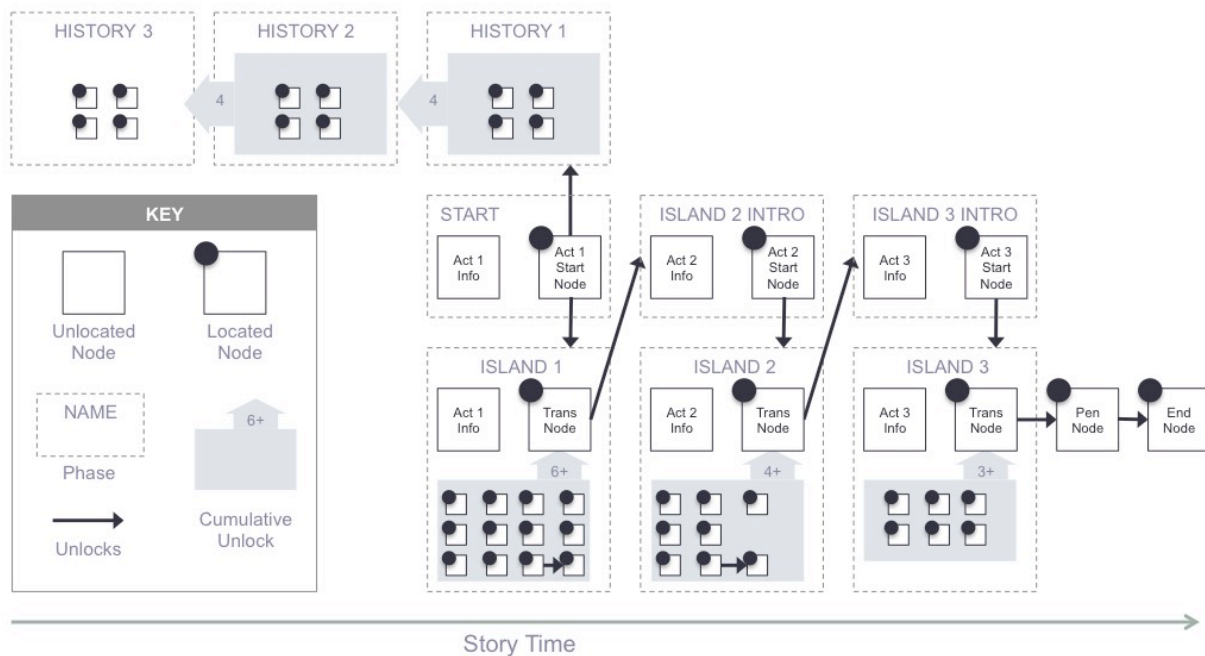 HISTORY 3
HISTORY 2
HISTORY 1
4
4
KEY
Unlocated
Node
Located
Node
NAME
Phase
6+
Cumulative
Unlock
Unlocks
START
Act 1
Info
Act 1
Start
Node
ISLAND 2 INTRO
Act 2
Info
Act 2
Start
Node
ISLAND 3 INTRO
Act 3
Info
Act 3
Start
Node
ISLAND 1
Act 1
Info
Trans
Node
6+
ISLAND 2
Act 2
Info
Trans
Node
4+
ISLAND 3
Act 3
Info
Trans
Node
3+
Pen
Node
End
Node
Story Time